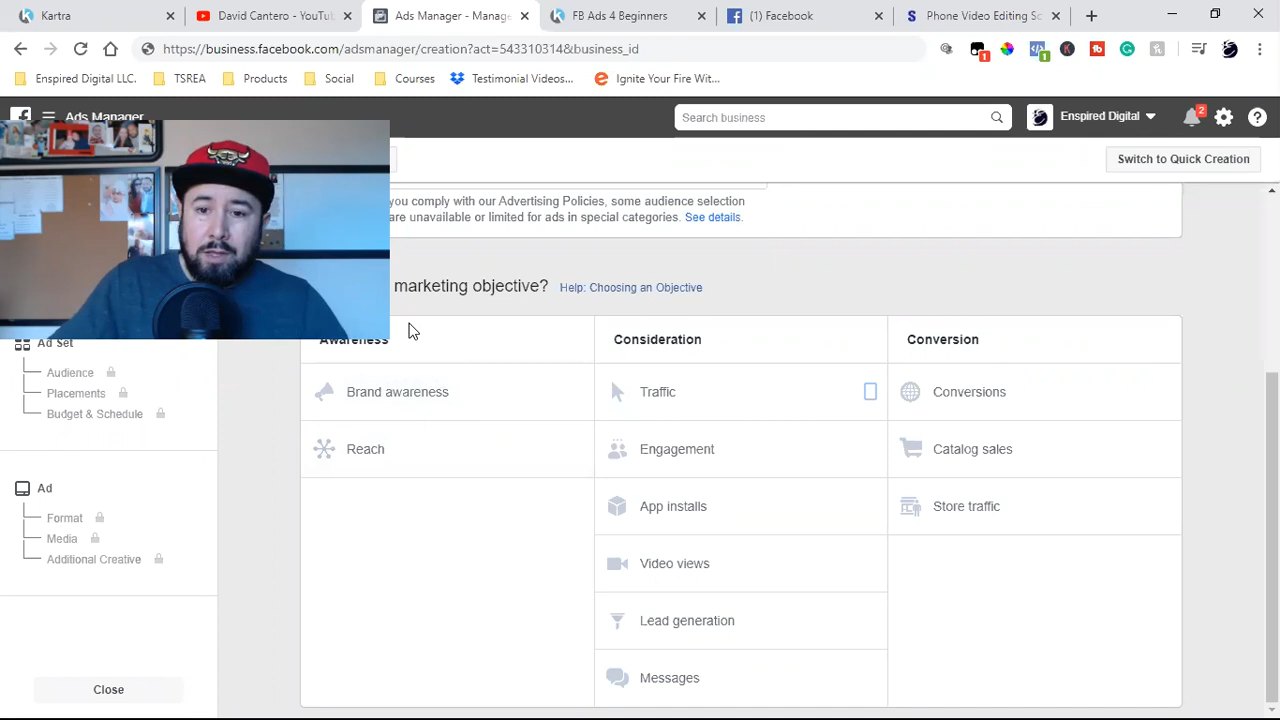 Kartra
David Cantero - YouTu
Ads Manager - Manage
FB Ads 4 Beginners
(1) Facebook
Phone Video Editing Sc
https://business.facebook.com/adsmanager/creation?act=543310314&business_id
Enspired Digital LLC.
TSREA
Products
Social
Courses
Testimonial Videos...
Ignite Your Fire Wit...
Ads Manager
Search business
Enspired Digital
2
Switch to Quick Creation
you comply with our Advertising Policies, some audience selection
are unavailable or limited for ads in special categories. See details.
marketing objective? Help: Choosing an Objective
Awareness
Consideration
Conversion
Brand awareness
Traffic
Conversions
Reach
Engagement
Catalog sales
App installs
Store traffic
Video views
Lead generation
Messages
Ad Set
Audience
Placements
Budget & Schedule
Ad
Format
Media
Additional Creative
Close